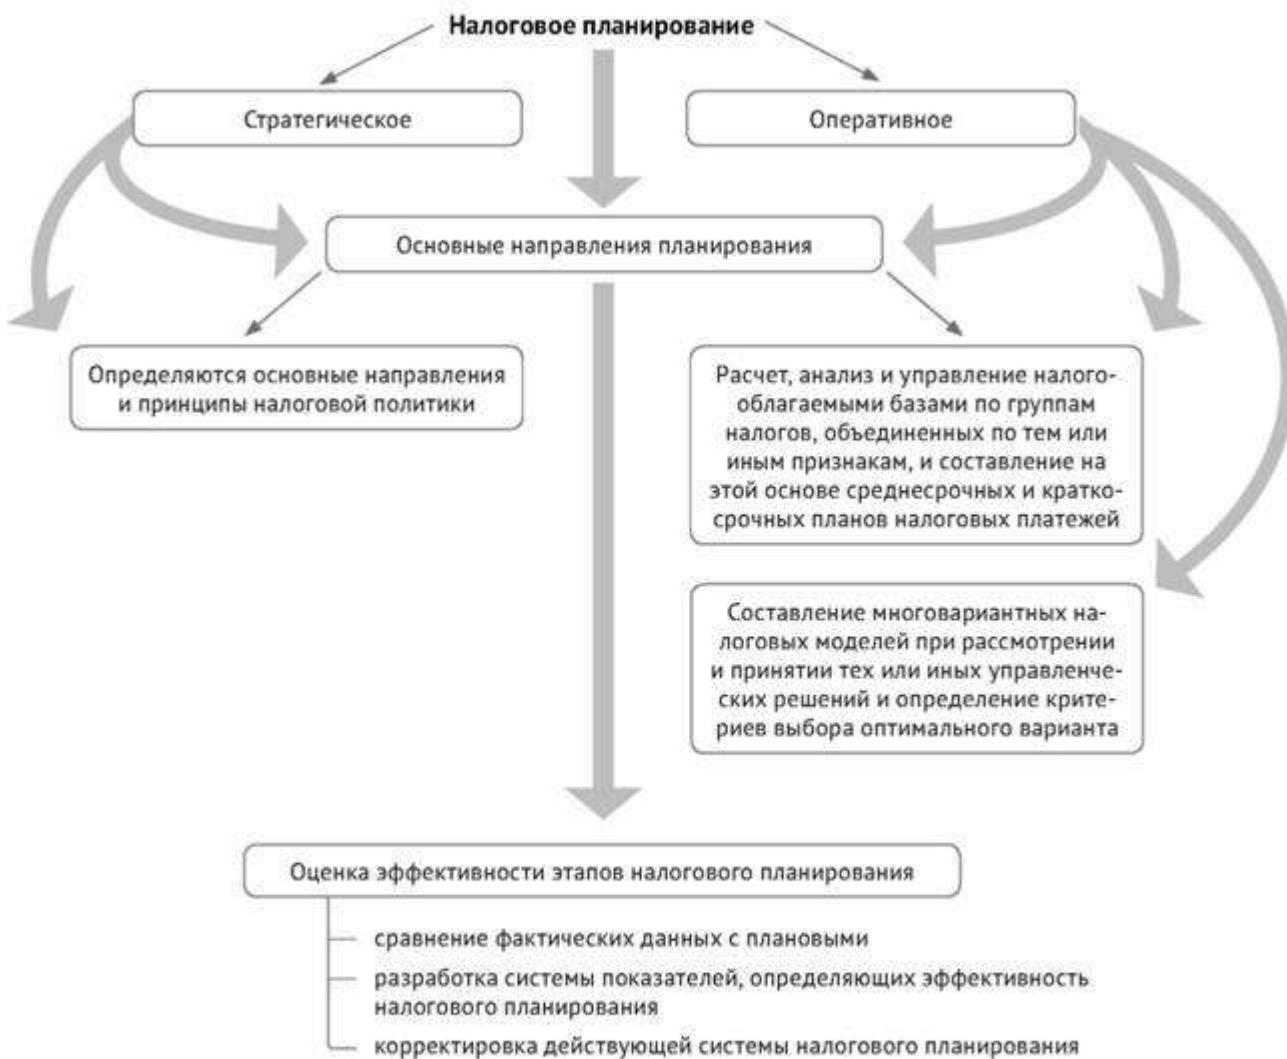 Налоговое планирование
Стратегическое
Оперативное
Основные направления планирования
Определяются основные направления
и принципы налоговой политики
Расчет, анализ и управление налого-
облагаемыми базами по группам
налогов, объединенных по тем или
иным признакам, и составление на
этой основе среднесрочных и кратко-
срочных планов налоговых платежей
Составление многовариантных на-
логовых моделей при рассмотрении
и принятии тех или иных управленче-
ских решений и определение крите-
риев выбора оптимального варианта
Оценка эффективности этапов налогового планирования
сравнение фактических данных с плановыми
разработка системы показателей, определяющих эффективность
налогового планирования
корректировка действующей системы налогового планирования